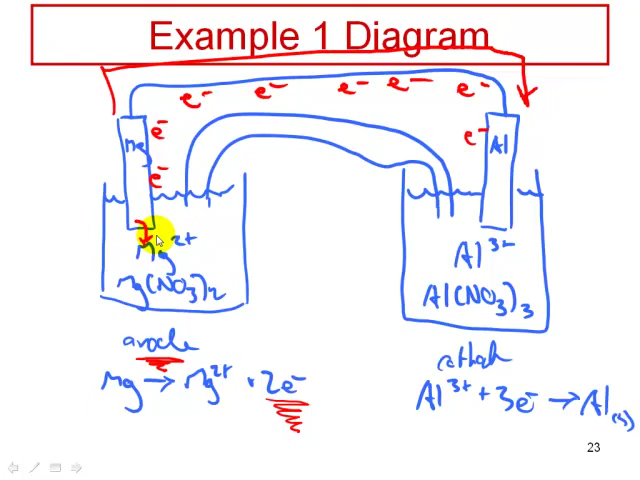 Example 1 Diagram
e⁻ e⁻ e⁻ e⁻ e⁻
e⁻ e⁻
Mg Al
e⁻
Mg²⁺ Al³⁺
Mg(NO₃)₂ Al(NO₃)₃
anode cathode
Mg → Mg²⁺ + 2e⁻ Al³⁺ + 3e⁻ → Al(s)
23